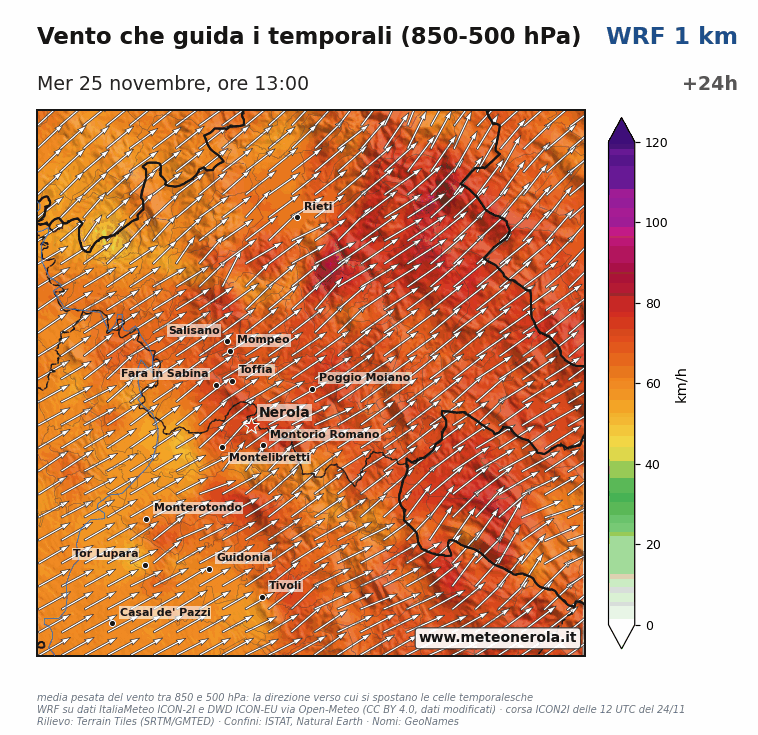 Vento che guida i temporali (850-500 hPa) WRF 1 km
Mer 25 novembre, ore 13:00 +24h
Rieti
Salisano
Mompeo
Toffia
Fara in Sabina
Poggio Moiano
Nerola
Montorio Romano
Montelibretti
Monterotondo
Tor Lupara
Guidonia
Tivoli
Casal de' Pazzi
www.meteonerola.it
120
100
80
60
40
20
0
km/h
media pesata del vento tra 850 e 500 hPa: la direzione verso cui si spostano le celle temporalesche
WRF su dati ItaliaMeteo ICON-2I e DWD ICON-EU via Open-Meteo (CC BY 4.0, dati modificati) · corsa ICON2I delle 12 UTC del 24/11
Rilievo: Terrain Tiles (SRTM/GMTED) · Confini: ISTAT, Natural Earth · Nomi: GeoNames